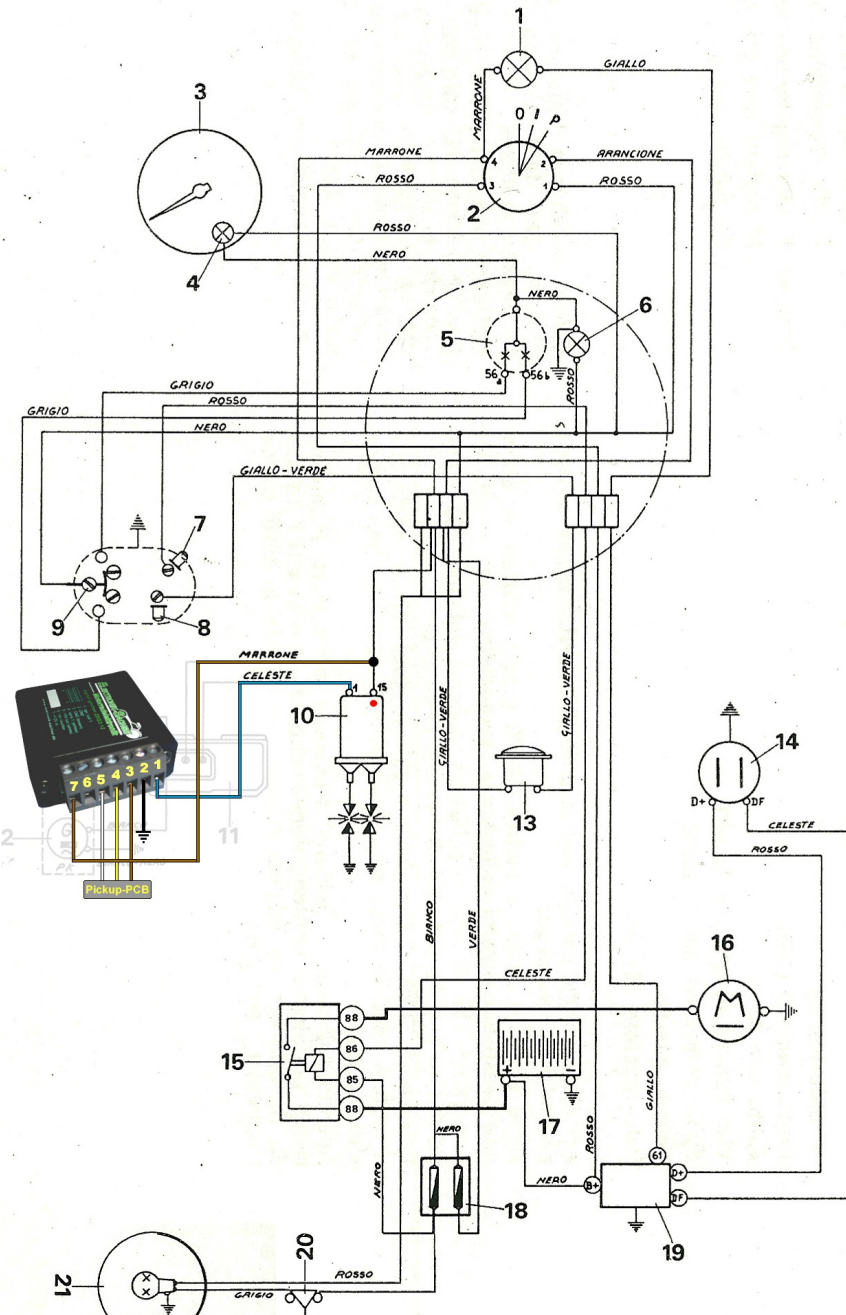 1
GIALLO
MARRONE
3
O I P
MARRONE
4
2
ARANCIONE
ROSSO
3
1
ROSSO
2
ROSSO
4
NERO
NERO
5
6
56a
56b
ROSSO
GRIGIO
ROSSO
GRIGIO
NERO
GIALLO-VERDE
7
9
8
MARRONE
CELESTE
1
15
10
GIALLO-VERDE
GIALLO-VERDE
7 6 5 4 3 2 1
11
13
14
D+
DF
CELESTE
ROSSO
2
Pickup-PCB
BIANCO
VERDE
CELESTE
16
M
15
88
86
85
88
+
-
17
NERO
NERO
ROSSO
GIALLO
61
B+
D+
DF
NERO
18
19
20
21
ROSSO
GRIGIO